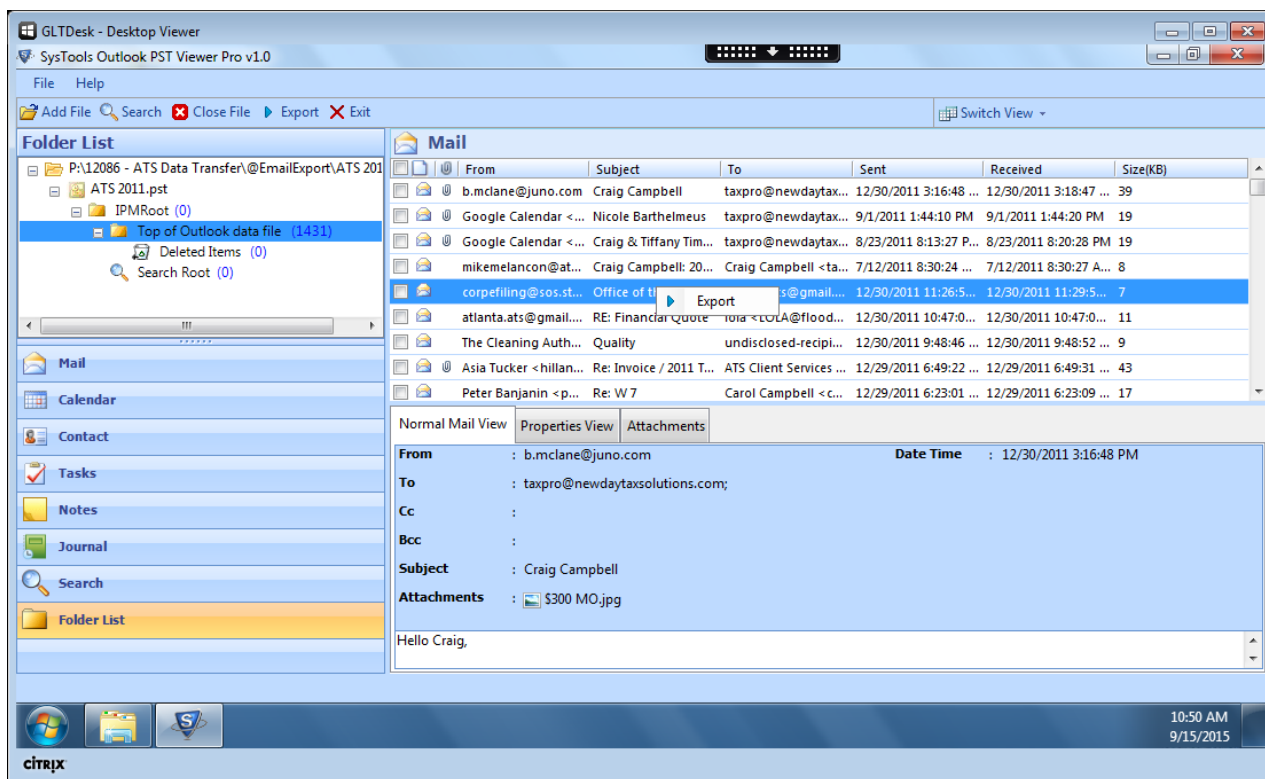 GLTDesk - Desktop Viewer
SysTools Outlook PST Viewer Pro v1.0
File Help
Add File Search Close File Export Exit Switch View
Folder List
P:\12086 - ATS Data Transfer\@EmailExport\ATS 201
ATS 2011.pst
IPMRoot (0)
Top of Outlook data file (1431)
Deleted Items (0)
Search Root (0)
Mail
Calendar
Contact
Tasks
Notes
Journal
Search
Folder List
Mail
From Subject To Sent Received Size(KB)
b.mclane@juno.com Craig Campbell taxpro@newdaytax... 12/30/2011 3:16:48 ... 12/30/2011 3:18:47 ... 39
Google Calendar <... Nicole Barthelmeus taxpro@newdaytax... 9/1/2011 1:44:10 PM 9/1/2011 1:44:20 PM 19
Google Calendar <... Craig & Tiffany Tim... taxpro@newdaytax... 8/23/2011 8:13:27 P... 8/23/2011 8:20:28 PM 19
mikemelancon@at... Craig Campbell: 20... Craig Campbell <ta... 7/12/2011 8:30:24 ... 7/12/2011 8:30:27 A... 8
corpefiling@sos.st... Office of th s@gmail.... 12/30/2011 11:26:5... 12/30/2011 11:29:5... 7
Export
atlanta.ats@gmail.... RE: Financial Quote lola <LOLA@flood... 12/30/2011 10:47:0... 12/30/2011 10:47:0... 11
The Cleaning Auth... Quality undisclosed-recipi... 12/30/2011 9:48:46 ... 12/30/2011 9:48:52 ... 9
Asia Tucker <hillan... Re: Invoice / 2011 T... ATS Client Services ... 12/29/2011 6:49:22 ... 12/29/2011 6:49:31 ... 43
Peter Banjanin <p... Re: W 7 Carol Campbell <c... 12/29/2011 6:23:01 ... 12/29/2011 6:23:09 ... 17
Normal Mail View Properties View Attachments
From : b.mclane@juno.com Date Time : 12/30/2011 3:16:48 PM
To : taxpro@newdaytaxsolutions.com;
Cc :
Bcc :
Subject : Craig Campbell
Attachments : $300 MO.jpg
Hello Craig,
10:50 AM
9/15/2015
CİTRIX